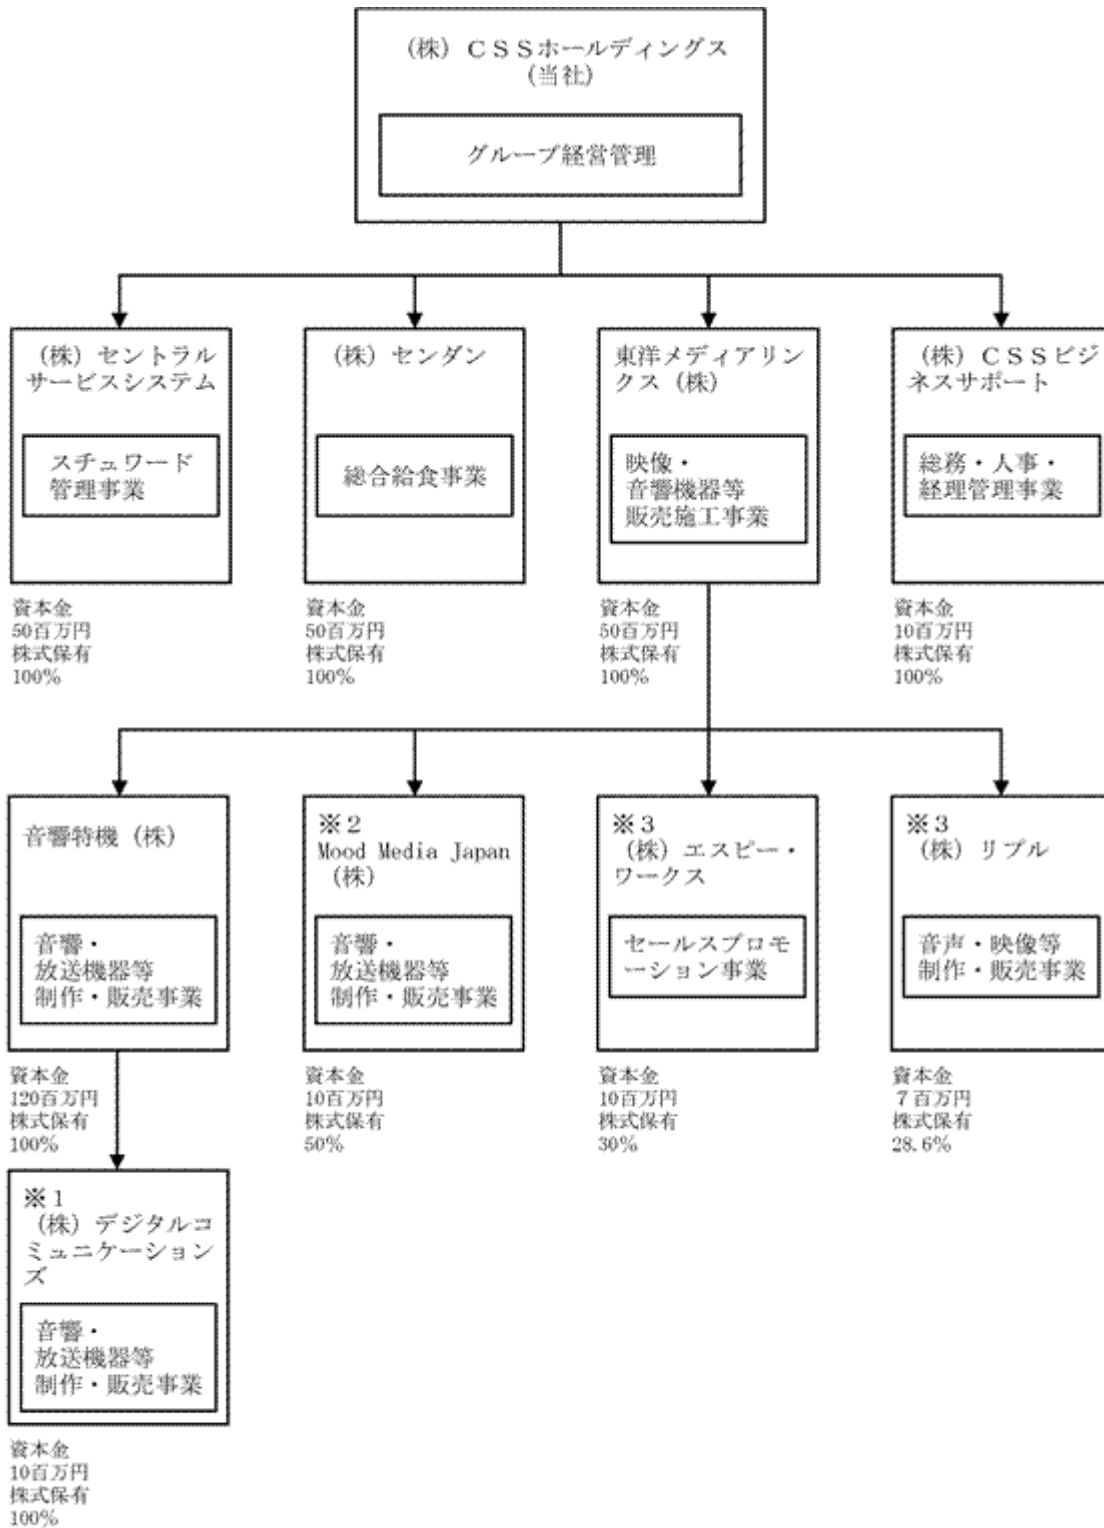 (株)ＣＳＳホールディングス
(当社)
グループ経営管理
(株)セントラル
サービスシステム
スチュワード
管理事業
資本金
50百万円
株式保有
100%
(株)センダン
総合給食事業
資本金
50百万円
株式保有
100%
東洋メディアリン
クス(株)
映像・
音響機器等
販売施工事業
資本金
50百万円
株式保有
100%
(株)ＣＳＳビジ
ネスサポート
総務・人事・
経理管理事業
資本金
10百万円
株式保有
100%
音響特機(株)
音響・
放送機器等
制作・販売事業
資本金
120百万円
株式保有
100%
※２
Mood Media Japan
(株)
音響・
放送機器等
制作・販売事業
資本金
10百万円
株式保有
50%
※３
(株)エスピー・
ワークス
セールスプロモ
ーション事業
資本金
10百万円
株式保有
30%
※３
(株)リプル
音声・映像等
制作・販売事業
資本金
７百万円
株式保有
28.6%
※１
(株)デジタルコ
ミュニケーション
ズ
音響・
放送機器等
制作・販売事業
資本金
10百万円
株式保有
100%